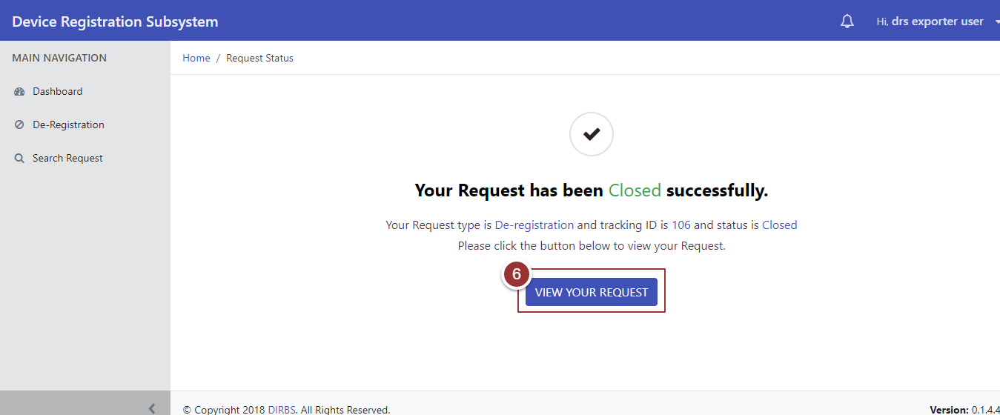 Device Registration Subsystem
Hi, drs exporter user
MAIN NAVIGATION
Home / Request Status
Dashboard
De-Registration
Search Request
Your Request has been Closed successfully.
Your Request type is De-registration and tracking ID is 106 and status is Closed
Please click the button below to view your Request.
6
VIEW YOUR REQUEST
© Copyright 2018 DIRBS. All Rights Reserved.
Version: 0.1.4.4